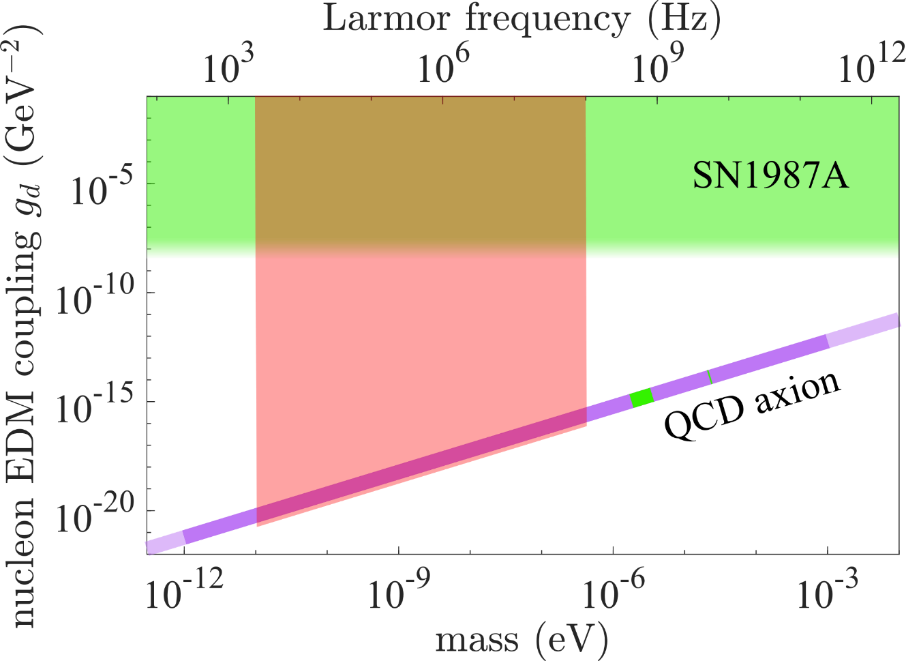 Larmor frequency (Hz)
10^3 10^6 10^9 10^12
nucleon EDM coupling g_d (GeV^−2)
10^-5
10^-10
10^-15
10^-20
SN1987A
QCD axion
10^-12 10^-9 10^-6 10^-3
mass (eV)